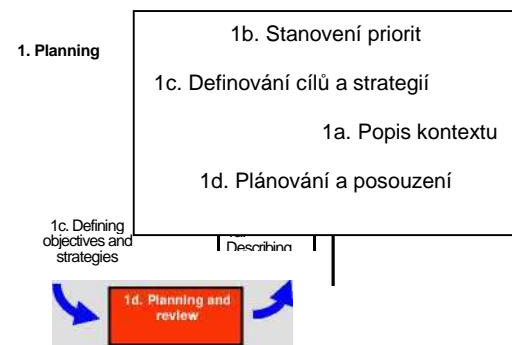 1. Planning
1b. Stanovení priorit
1c. Definování cílů a strategií
1a. Popis kontextu
1d. Plánování a posouzení
1c. Defining
objectives and
strategies
Describing
1d. Planning and
review